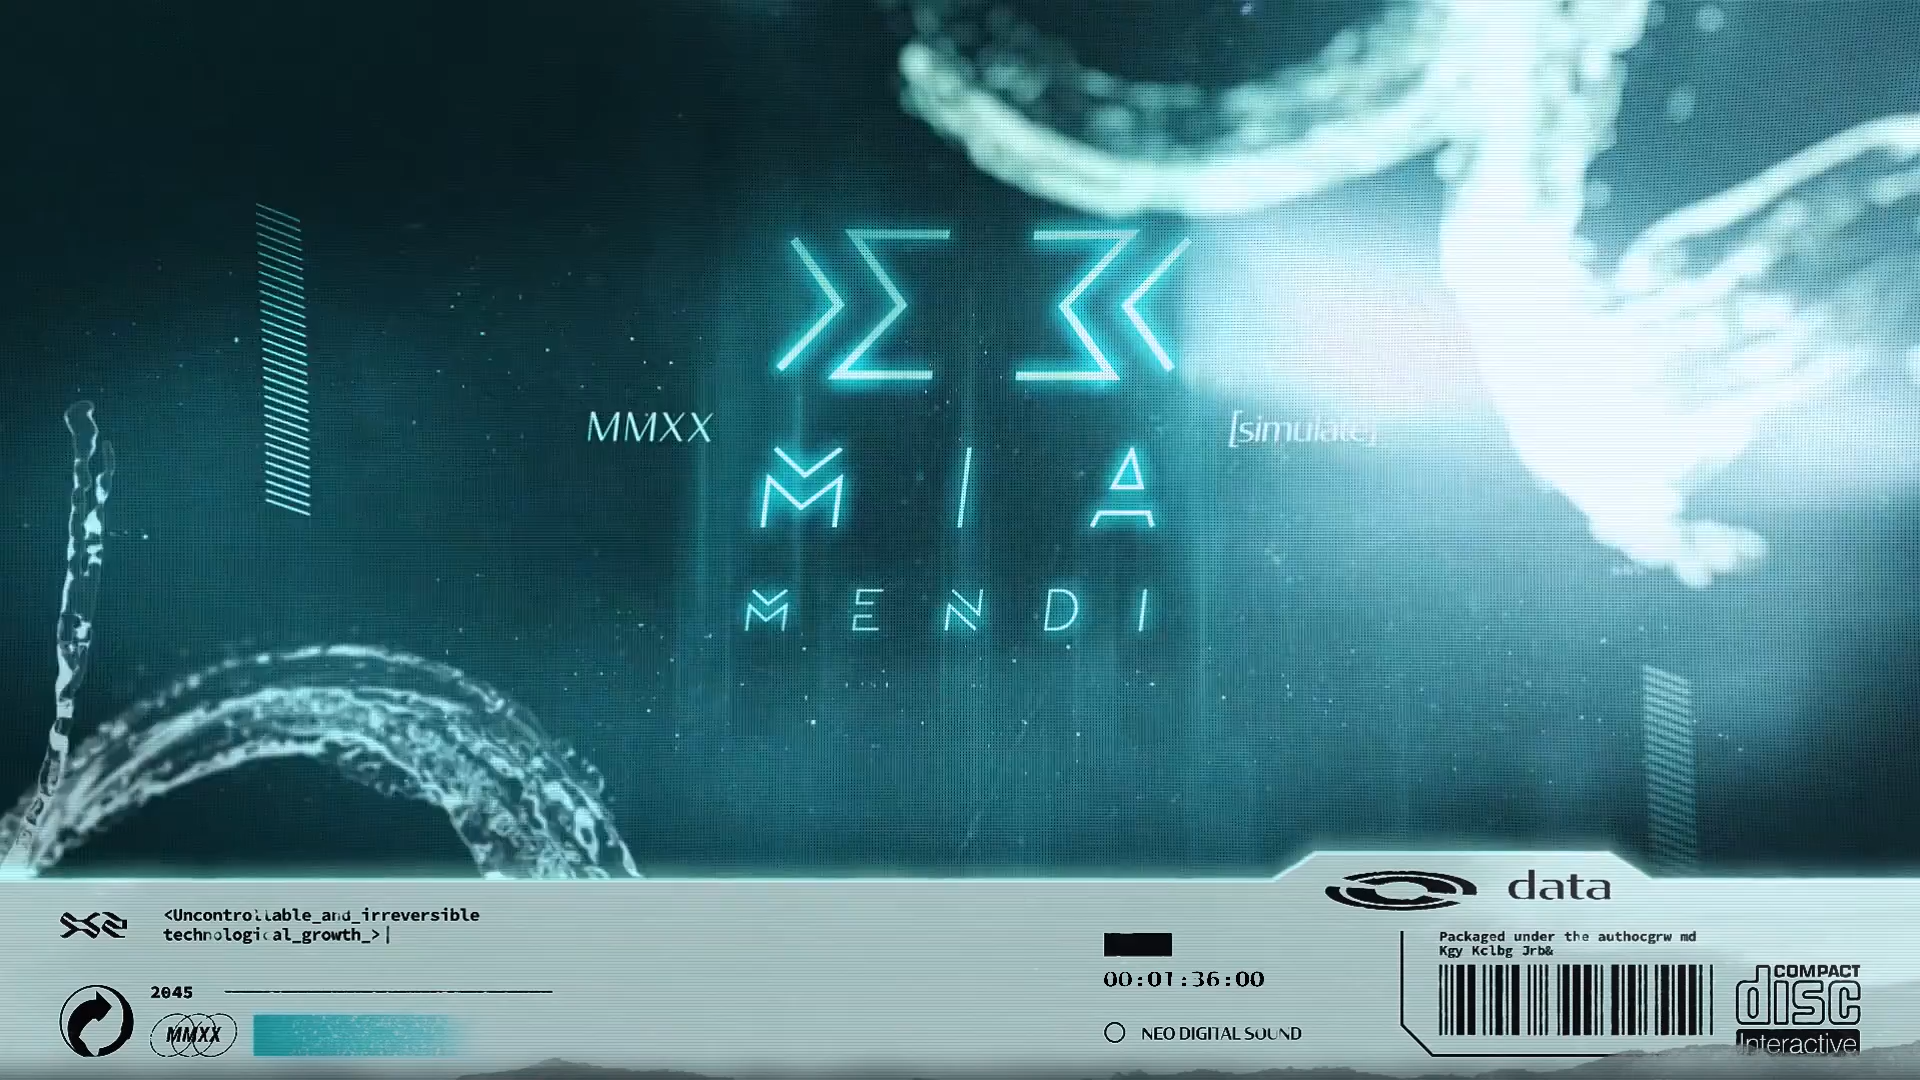 MMXX
[simulate]
MIA
MENDI
data
<Uncontrollable_and_irreversible
technological_growth_>|
Packaged under the authocgrw md
Kgy Kclbg Jrb&
00:01:36:00
2045
MMXX
NEO DIGITAL SOUND
COMPACT
disc
Interactive